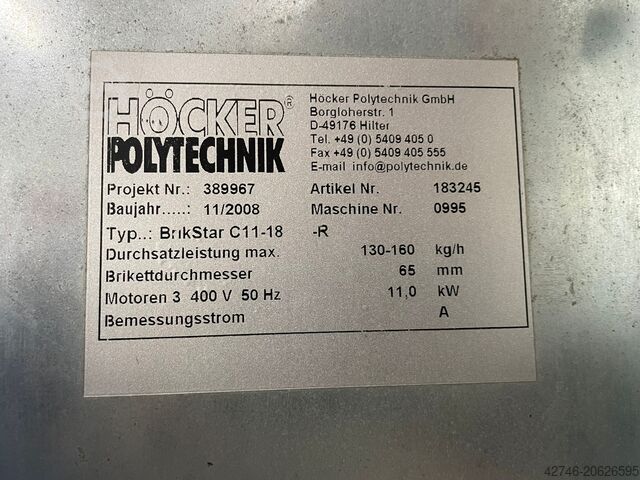 HÖCKER®
POLYTECHNIK
Höcker Polytechnik GmbH
Borgloherstr. 1
D-49176 Hilter
Tel. +49 (0) 5409 405 0
Fax +49 (0) 5409 405 555
E-mail info@polytechnik.de
Projekt Nr.: 389967 Artikel Nr. 183245
Baujahr.....: 11/2008 Maschine Nr. 0995
Typ..: BrikStar C11-18 -R
Durchsatzleistung max. 130-160 kg/h
Brikettdurchmesser 65 mm
Motoren 3 400 V 50 Hz 11,0 kW
Bemessungsstrom A
42746-20626595